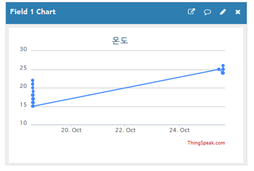 Field 1 Chart
온도
30
25
20
15
10
20. Oct
22. Oct
24. Oct
ThingSpeak.com